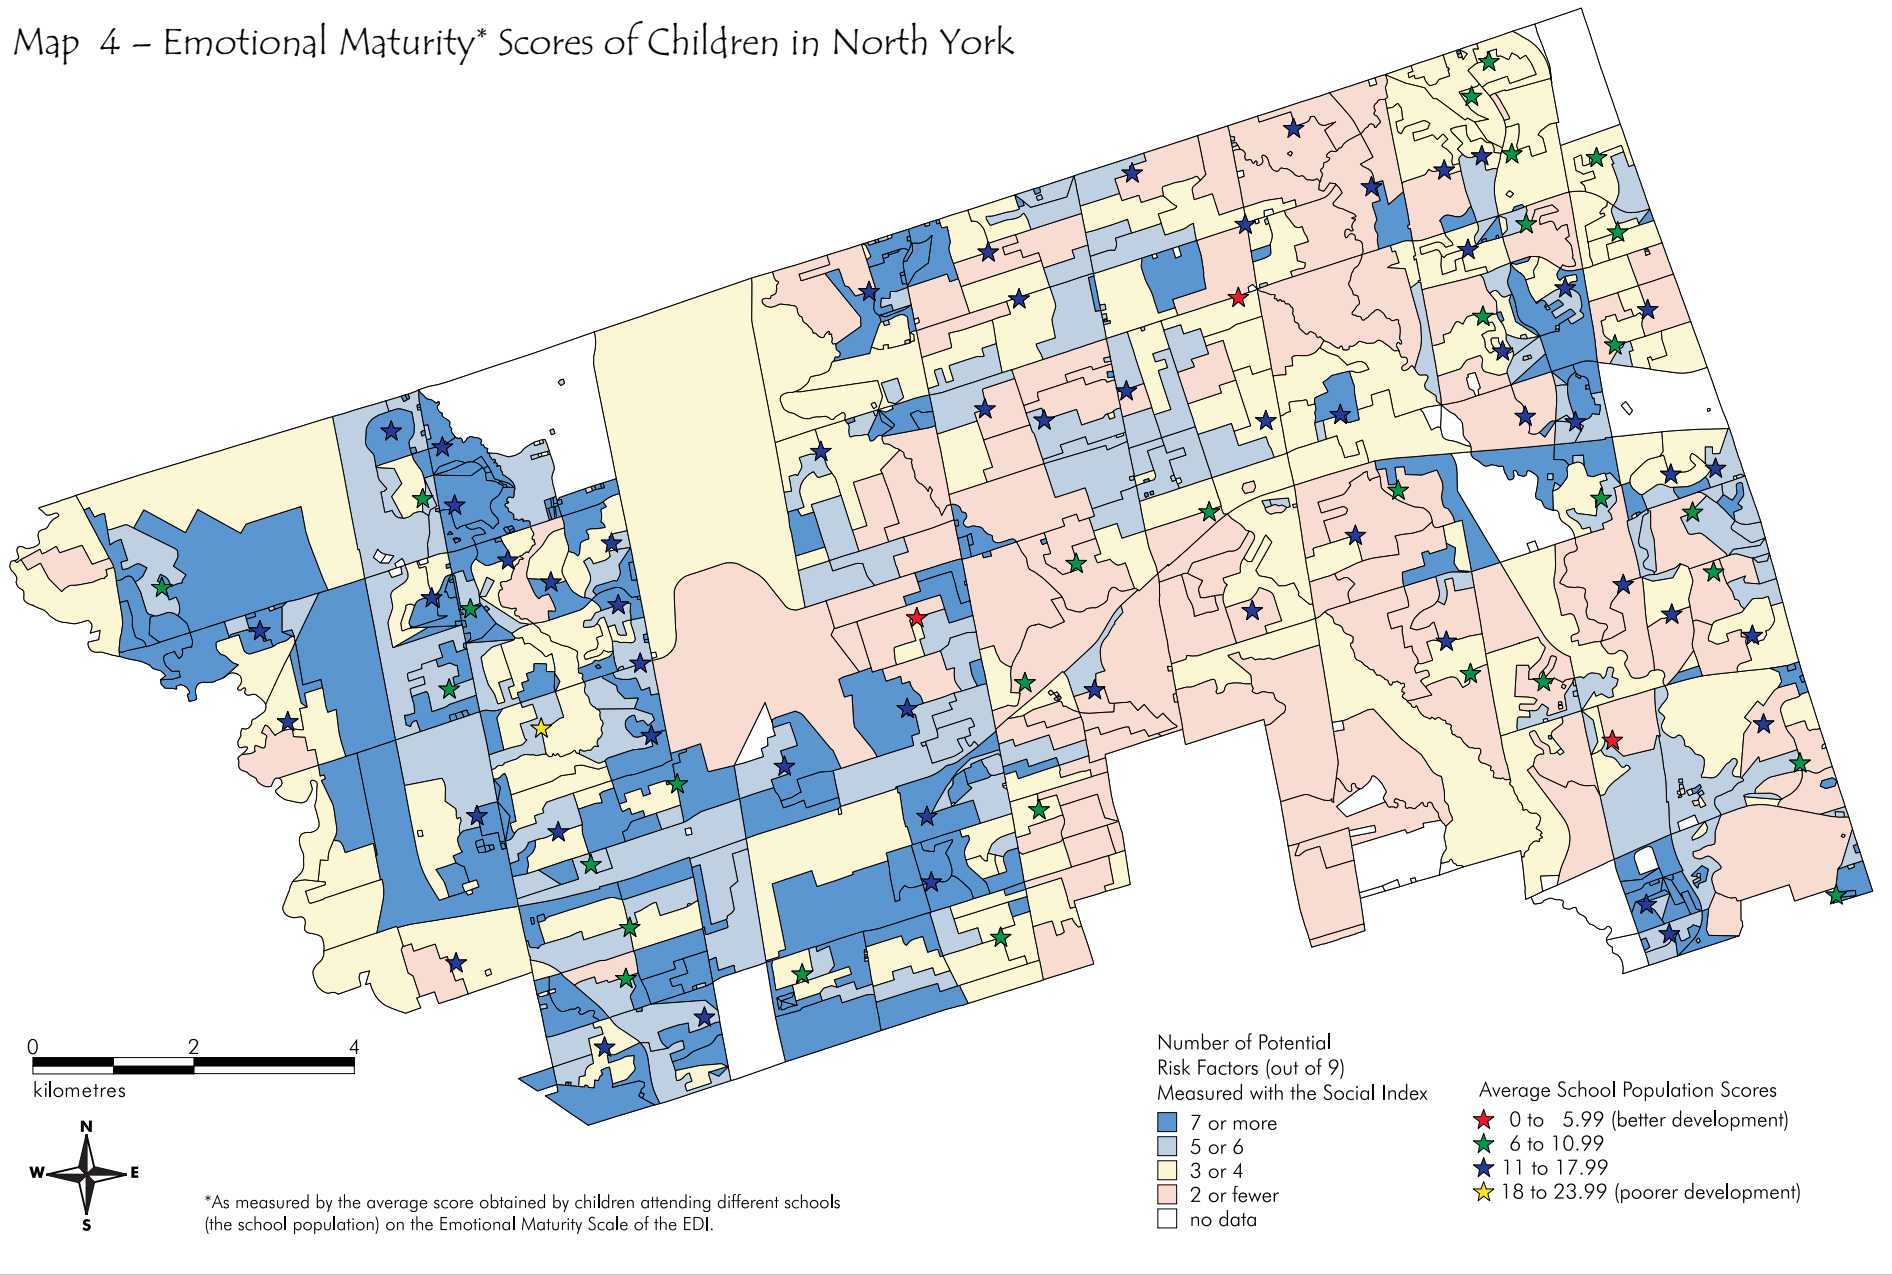 Map 4 – Emotional Maturity* Scores of Children in North York
0 2 4
kilometres
N
W E
S
*As measured by the average score obtained by children attending different schools
(the school population) on the Emotional Maturity Scale of the EDI.
Number of Potential
Risk Factors (out of 9)
Measured with the Social Index
7 or more
5 or 6
3 or 4
2 or fewer
no data
Average School Population Scores
0 to 5.99 (better development)
6 to 10.99
11 to 17.99
18 to 23.99 (poorer development)